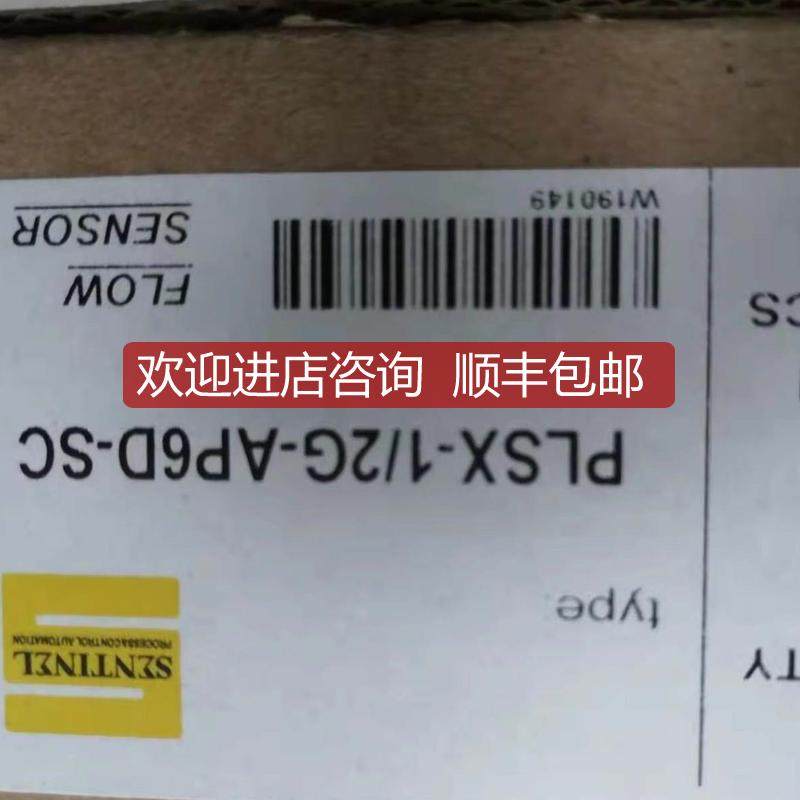 欢迎进店咨询 顺丰包邮
SENTINEL
PROCESS&CONTROL AUTOMATION
type:
PLSX-1/2G-AP6D-SC
FLOW
SENSOR
W190149